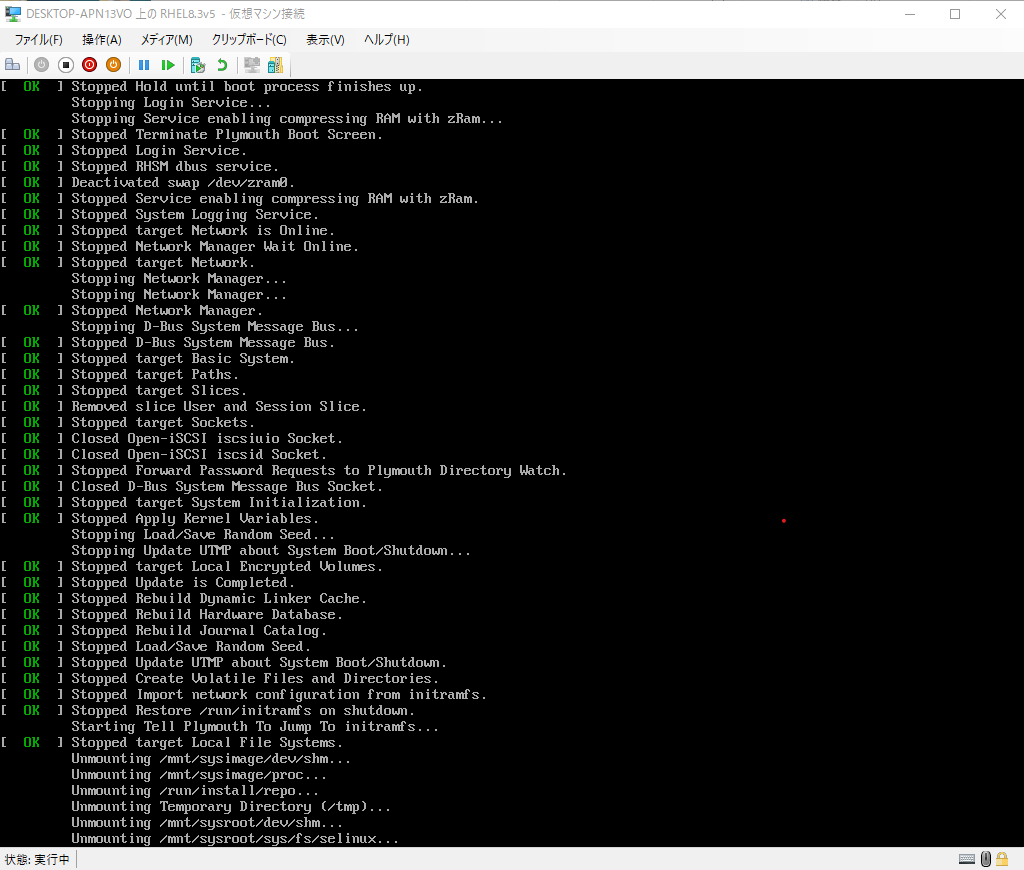 DESKTOP-APN13VO 上の RHEL8.3v5 - 仮想マシン接続
ファイル(F) 操作(A) メディア(M) クリップボード(C) 表示(V) ヘルプ(H)
[ OK ] Stopped Hold until boot process finishes up.
Stopping Login Service...
Stopping Service enabling compressing RAM with zRam...
[ OK ] Stopped Terminate Plymouth Boot Screen.
[ OK ] Stopped Login Service.
[ OK ] Stopped RHSM dbus service.
[ OK ] Deactivated swap /dev/zram0.
[ OK ] Stopped Service enabling compressing RAM with zRam.
[ OK ] Stopped System Logging Service.
[ OK ] Stopped target Network is Online.
[ OK ] Stopped Network Manager Wait Online.
[ OK ] Stopped target Network.
Stopping Network Manager...
Stopping Network Manager...
[ OK ] Stopped Network Manager.
Stopping D-Bus System Message Bus...
[ OK ] Stopped D-Bus System Message Bus.
[ OK ] Stopped target Basic System.
[ OK ] Stopped target Paths.
[ OK ] Stopped target Slices.
[ OK ] Removed slice User and Session Slice.
[ OK ] Stopped target Sockets.
[ OK ] Closed Open-iSCSI iscsiuio Socket.
[ OK ] Closed Open-iSCSI iscsid Socket.
[ OK ] Stopped Forward Password Requests to Plymouth Directory Watch.
[ OK ] Closed D-Bus System Message Bus Socket.
[ OK ] Stopped target System Initialization.
[ OK ] Stopped Apply Kernel Variables.
Stopping Load/Save Random Seed...
Stopping Update UTMP about System Boot/Shutdown...
[ OK ] Stopped target Local Encrypted Volumes.
[ OK ] Stopped Update is Completed.
[ OK ] Stopped Rebuild Dynamic Linker Cache.
[ OK ] Stopped Rebuild Hardware Database.
[ OK ] Stopped Rebuild Journal Catalog.
[ OK ] Stopped Load/Save Random Seed.
[ OK ] Stopped Update UTMP about System Boot/Shutdown.
[ OK ] Stopped Create Volatile Files and Directories.
[ OK ] Stopped Import network configuration from initramfs.
[ OK ] Stopped Restore /run/initramfs on shutdown.
Starting Tell Plymouth To Jump To initramfs...
[ OK ] Stopped target Local File Systems.
Unmounting /mnt/sysimage/dev/shm...
Unmounting /mnt/sysimage/proc...
Unmounting /run/install/repo...
Unmounting Temporary Directory (/tmp)...
Unmounting /mnt/sysroot/dev/shm...
Unmounting /mnt/sysroot/sys/fs/selinux...
状態: 実行中